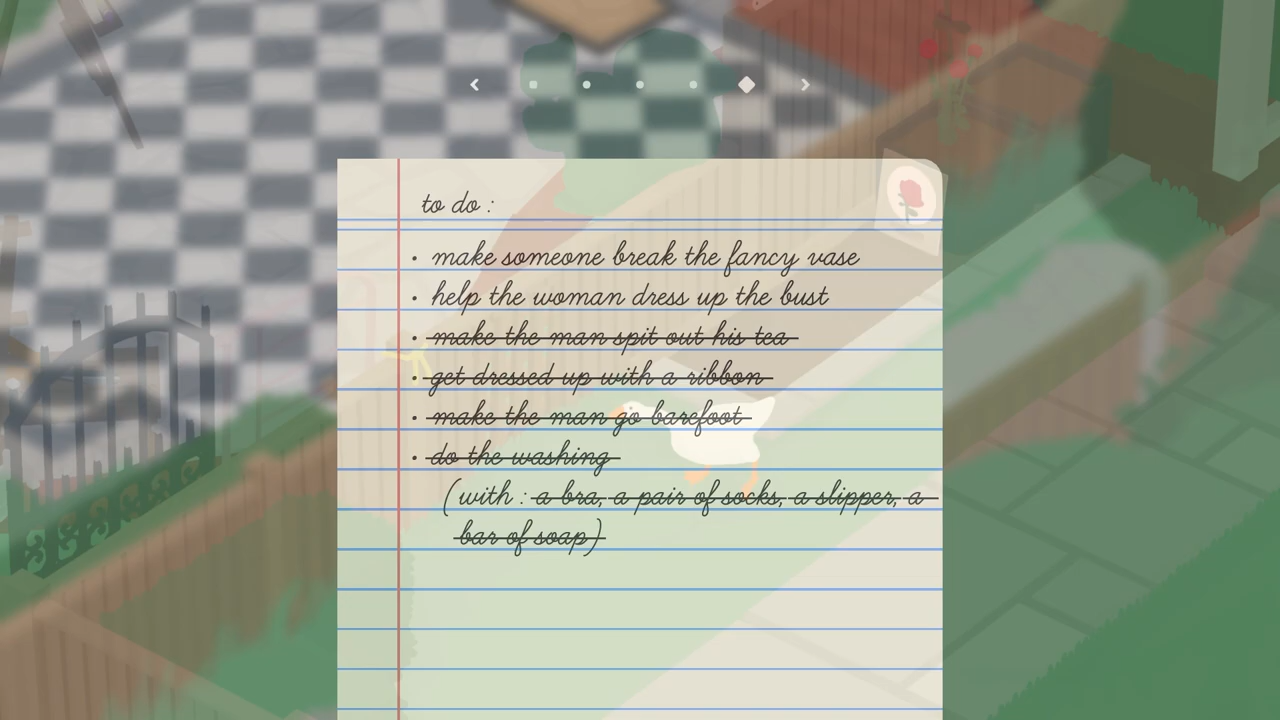 to do :
• make someone break the fancy vase
• help the woman dress up the bust
• make the man spit out his tea
• get dressed up with a ribbon
• make the man go barefoot
• do the washing
(with : a bra, a pair of socks, a slipper, a
bar of soap)